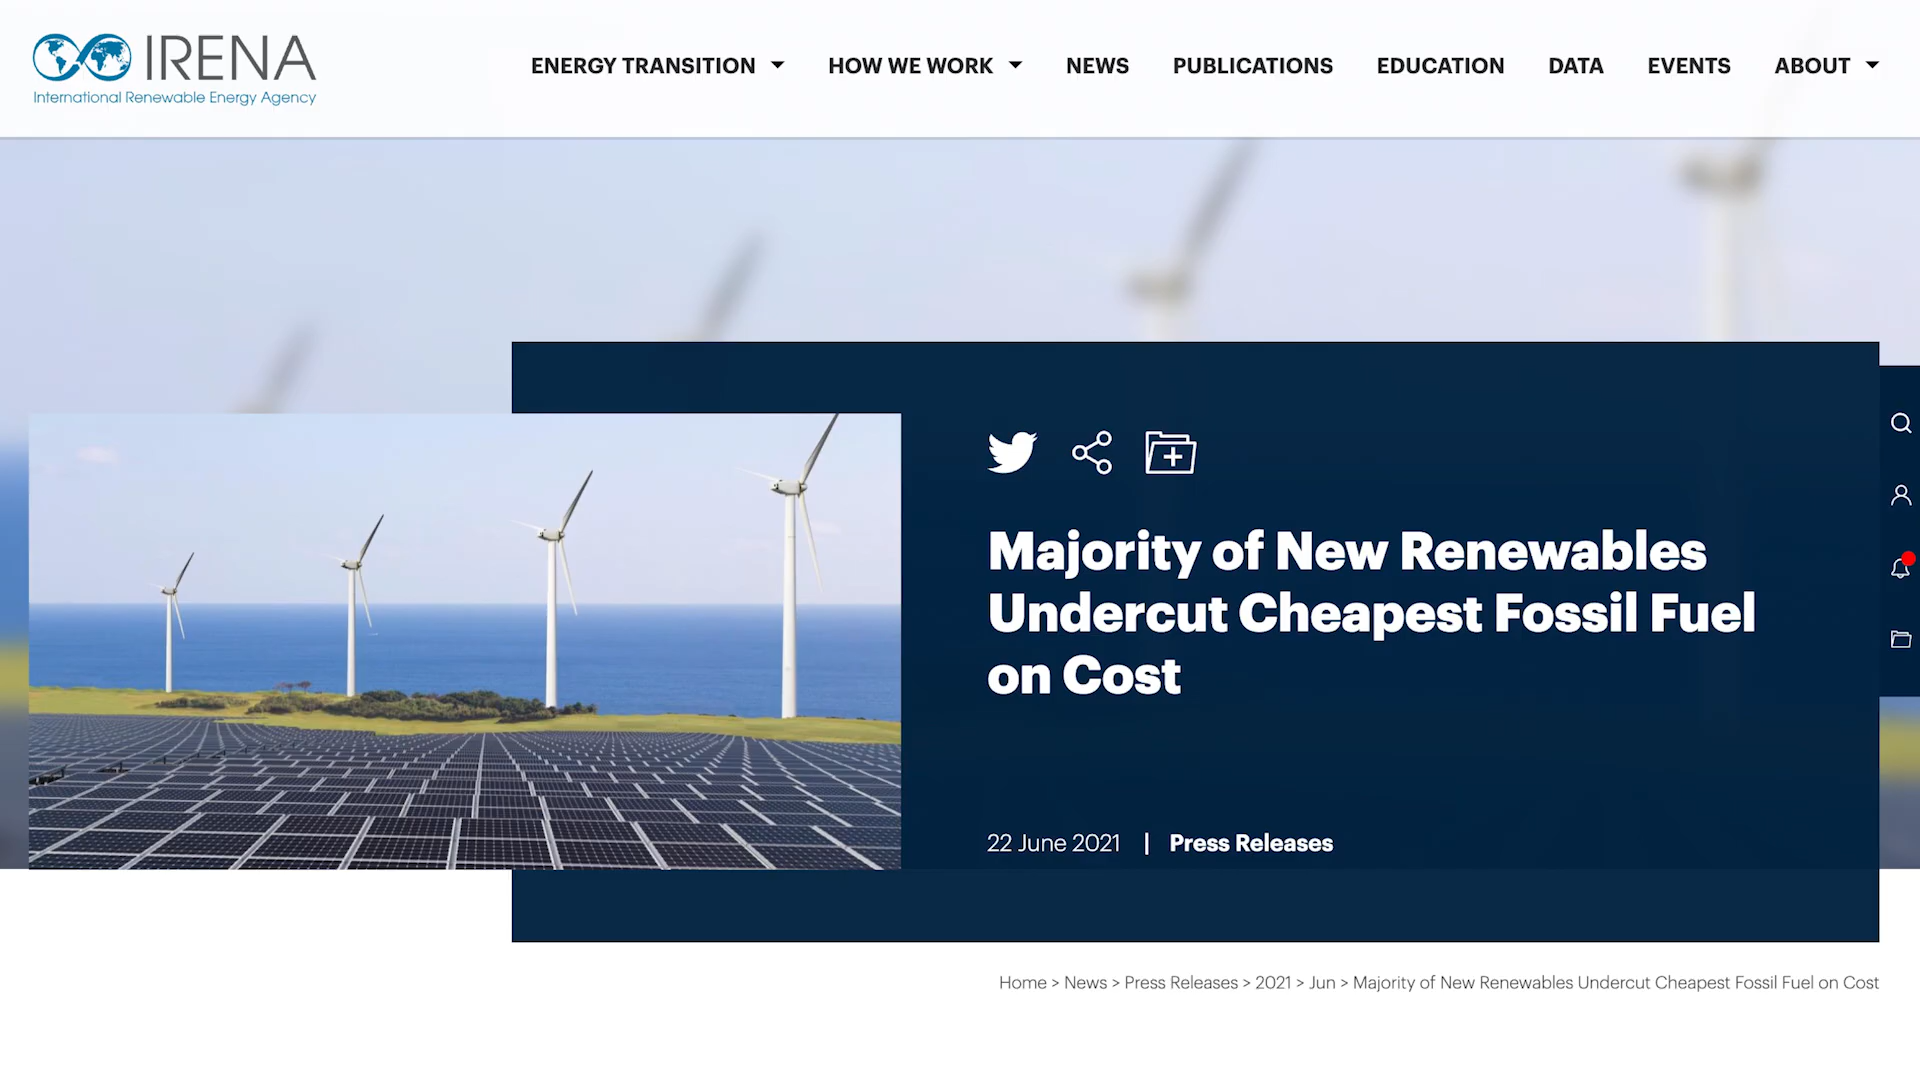 IRENA
International Renewable Energy Agency
ENERGY TRANSITION HOW WE WORK NEWS PUBLICATIONS EDUCATION DATA EVENTS ABOUT
Majority of New Renewables
Undercut Cheapest Fossil Fuel
on Cost
22 June 2021 | Press Releases
Home > News > Press Releases > 2021 > Jun > Majority of New Renewables Undercut Cheapest Fossil Fuel on Cost